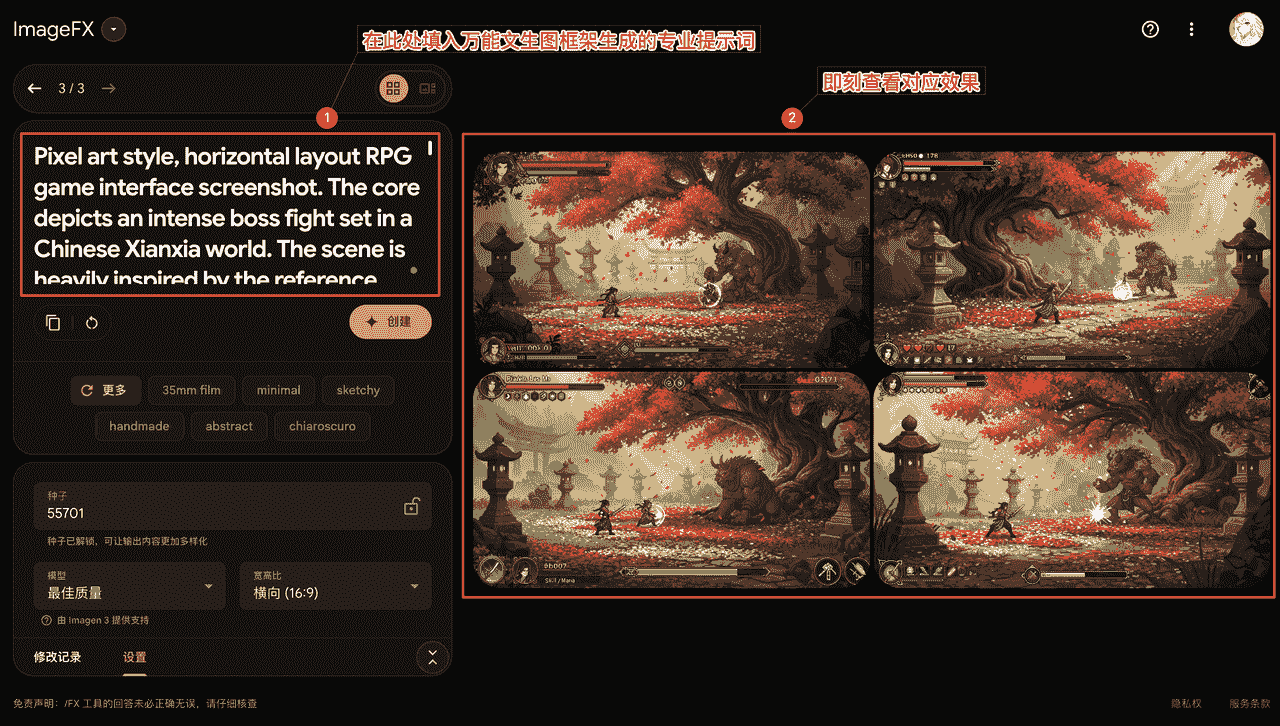 ImageFX
在此处填入万能文生图框架生成的专业提示词
即刻查看对应效果
3 / 3
1
2
Pixel art style, horizontal layout RPG
game interface screenshot. The core
depicts an intense boss fight set in a
Chinese Xianxia world. The scene is
heavily inspired by the reference
创建
更多
35mm film
minimal
sketchy
handmade
abstract
chiaroscuro
种子
55701
种子已解锁，可让输出内容更加多样化
模型
最佳质量
宽高比
横向 (16:9)
由 Imagen 3 提供支持
修改记录
设置
Skill / Mana
免责声明：/FX 工具的回答未必正确无误，请仔细核查
隐私权
服务条款